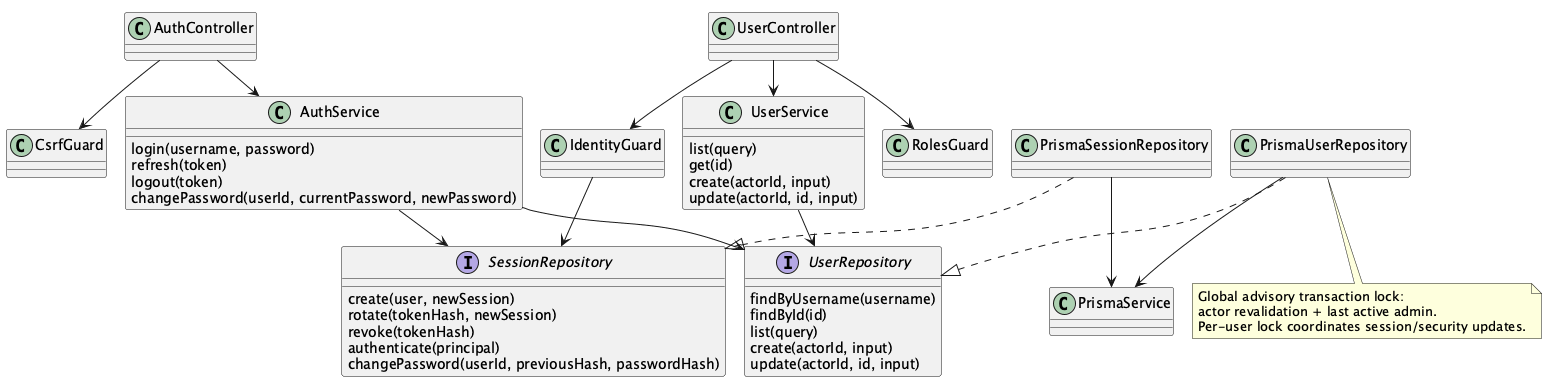 C AuthController
C UserController
C CsrfGuard
C AuthService
login(username, password)
refresh(token)
logout(token)
changePassword(userId, currentPassword, newPassword)
C IdentityGuard
C UserService
list(query)
get(id)
create(actorId, input)
update(actorId, id, input)
C RolesGuard
C PrismaSessionRepository
C PrismaUserRepository
I SessionRepository
create(user, newSession)
rotate(tokenHash, newSession)
revoke(tokenHash)
authenticate(principal)
changePassword(userId, previousHash, passwordHash)
I UserRepository
findByUsername(username)
findById(id)
list(query)
create(actorId, input)
update(actorId, id, input)
C PrismaService
Global advisory transaction lock:
actor revalidation + last active admin.
Per-user lock coordinates session/security updates.